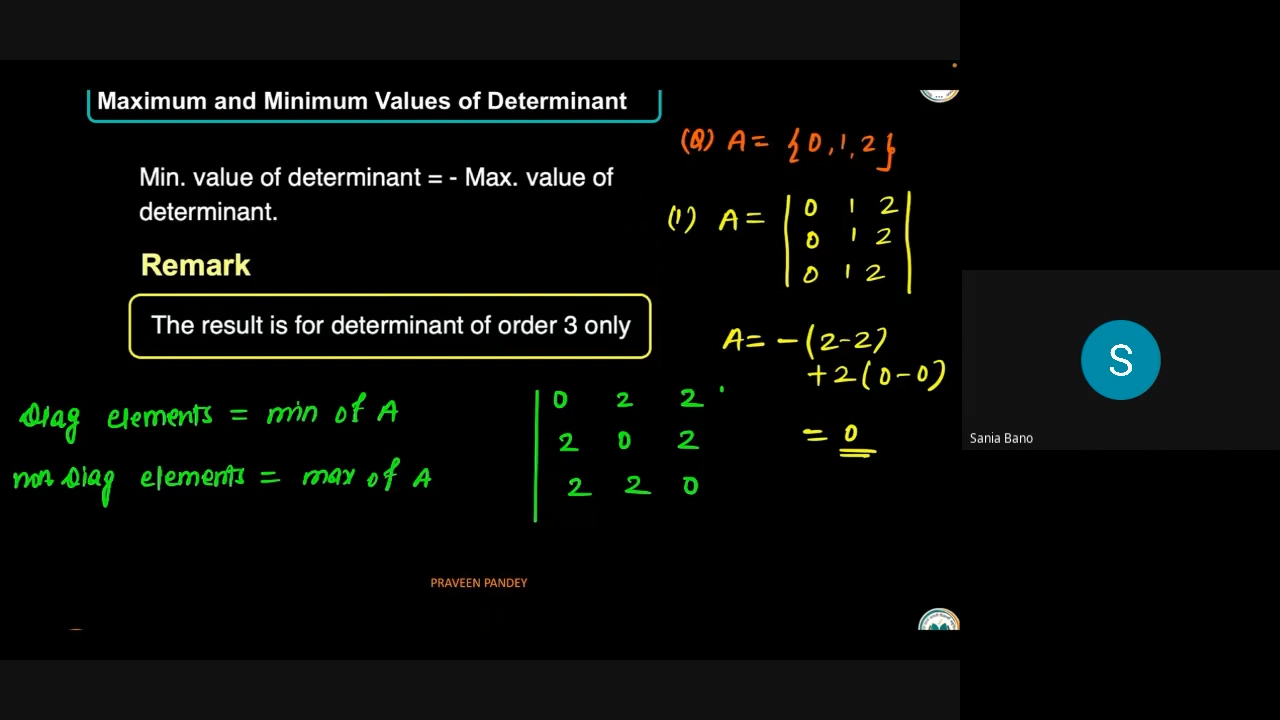 Maximum and Minimum Values of Determinant
Min. value of determinant = - Max. value of
determinant.
Remark
The result is for determinant of order 3 only
Diag elements = min of A
non Diag elements = max of A
0 2 2
2 0 2
2 2 0
(Q) A = {0,1,2}
(1) A = | 0 1 2 |
0 1 2
0 1 2
A = -(2-2)
+2(0-0)
= 0
PRAVEEN PANDEY
S
Sania Bano